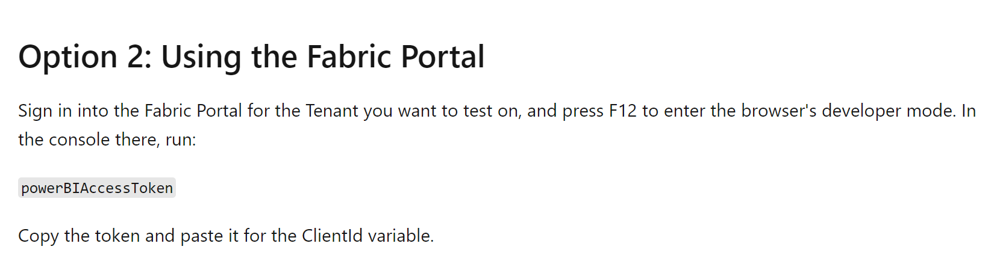 Option 2: Using the Fabric Portal
Sign in into the Fabric Portal for the Tenant you want to test on, and press F12 to enter the browser's developer mode. In
the console there, run:
powerBIAccessToken
Copy the token and paste it for the ClientId variable.